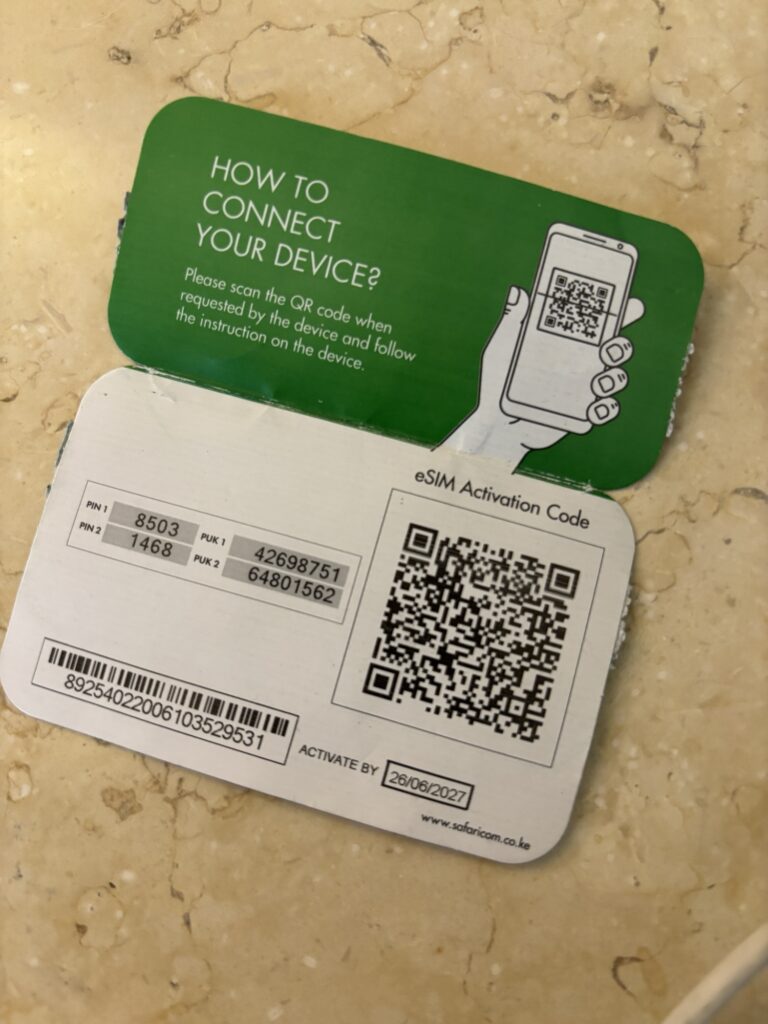 HOW TO
CONNECT
YOUR DEVICE?
Please scan the QR code when
requested by the device and follow
the instruction on the device.
eSIM Activation Code
PIN 1 8503 PUK 1 42698751
PIN 2 1468 PUK 2 64801562
89254022006103529531
ACTIVATE BY 26/06/2027
www.safaricom.co.ke